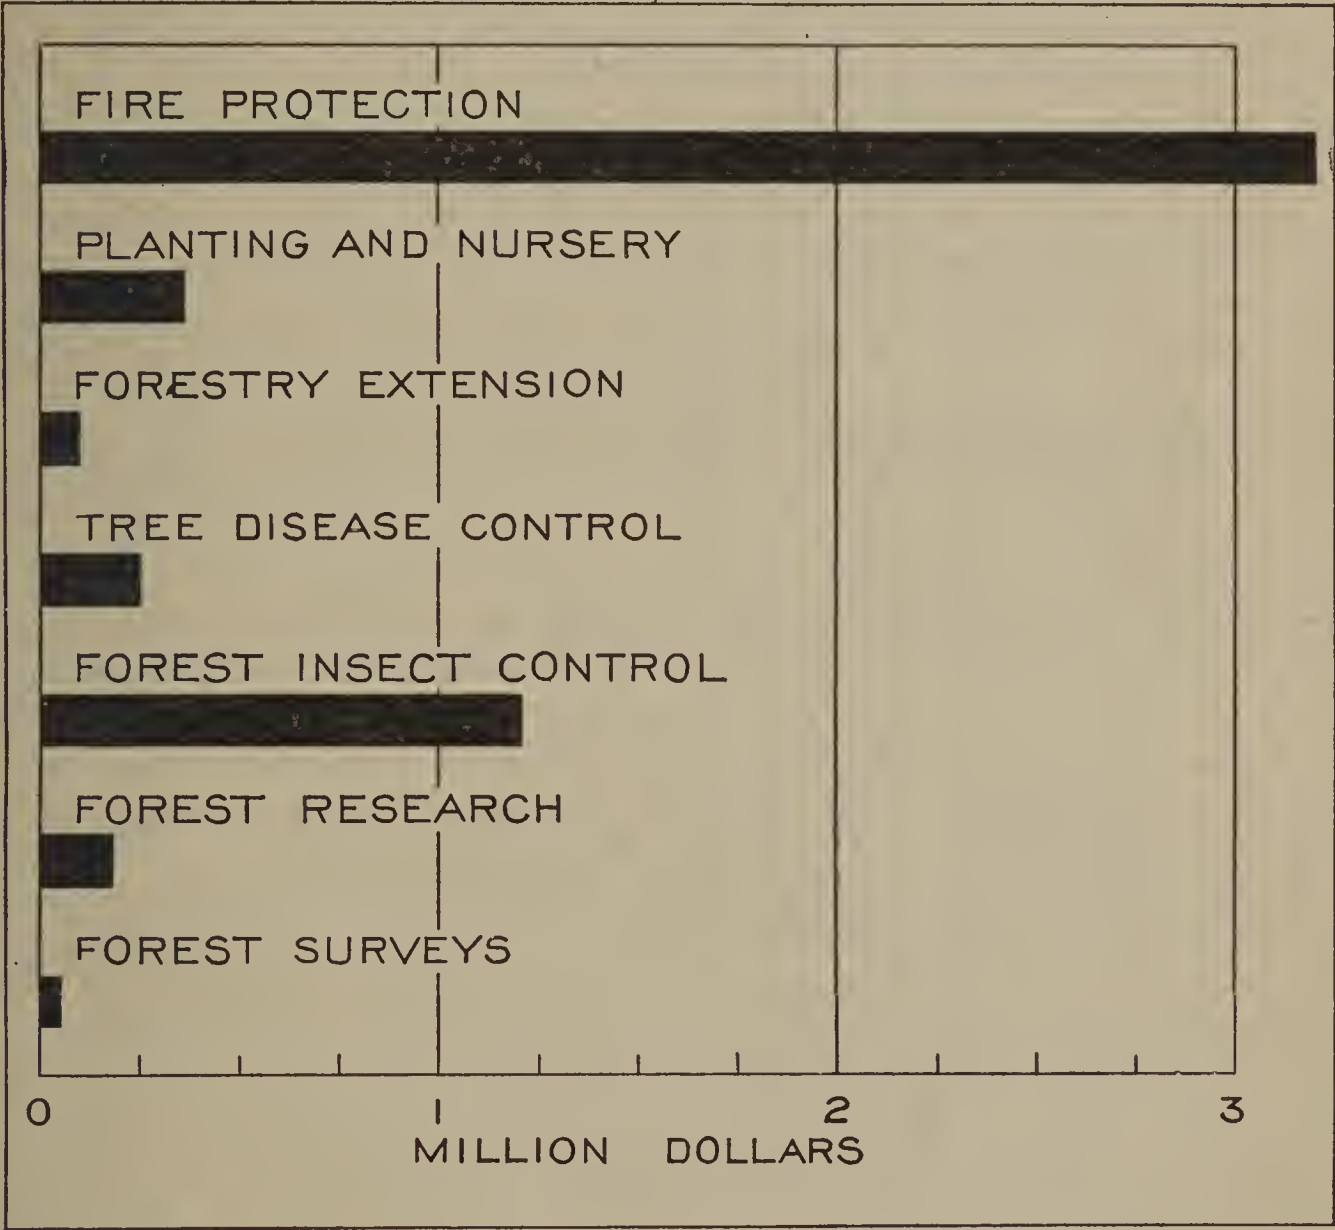 FIRE PROTECTION
PLANTING AND NURSERY
FORESTRY EXTENSION
TREE DISEASE CONTROL
FOREST INSECT CONTROL
FOREST RESEARCH
FOREST SURVEYS
0 1 2 3
MILLION DOLLARS